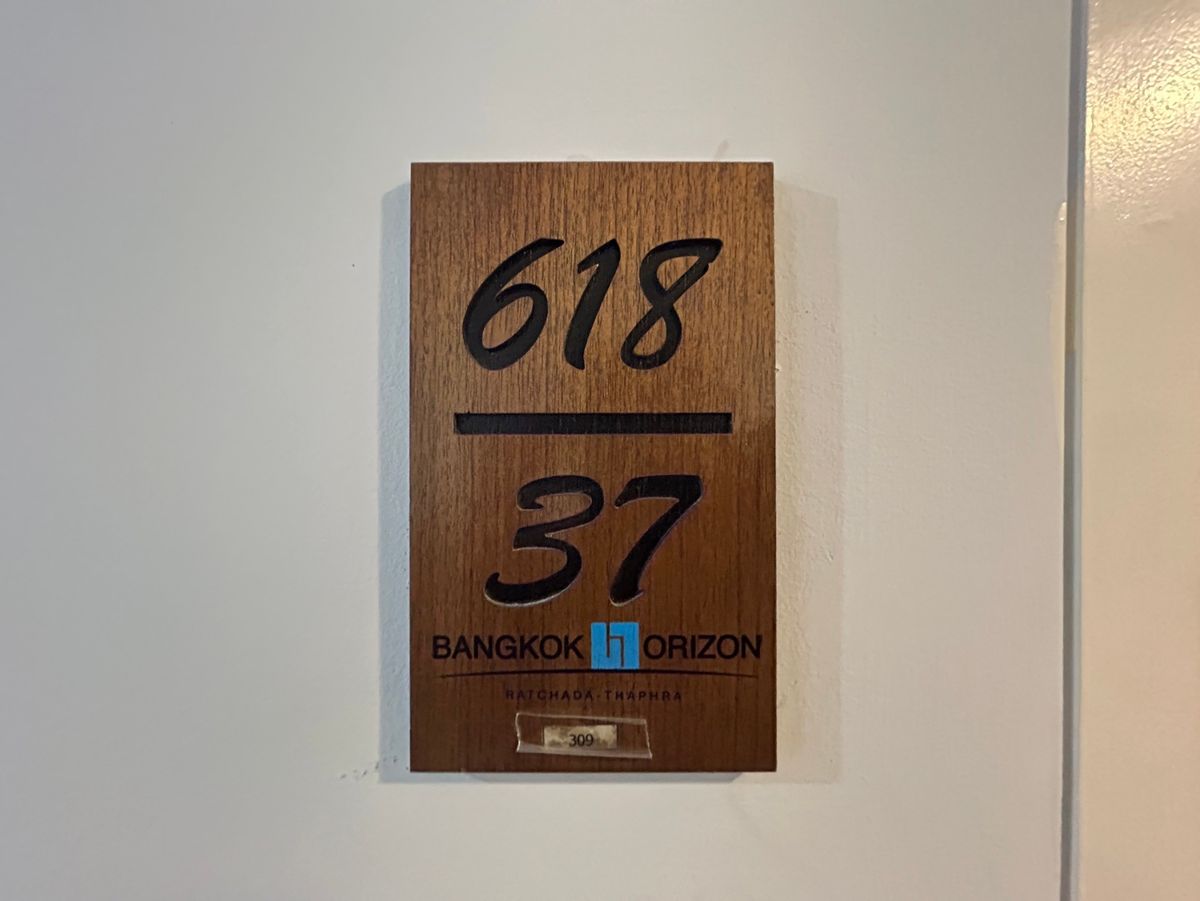 618
37
BANGKOK HORIZON
RATCHADA-THAPHRA
309